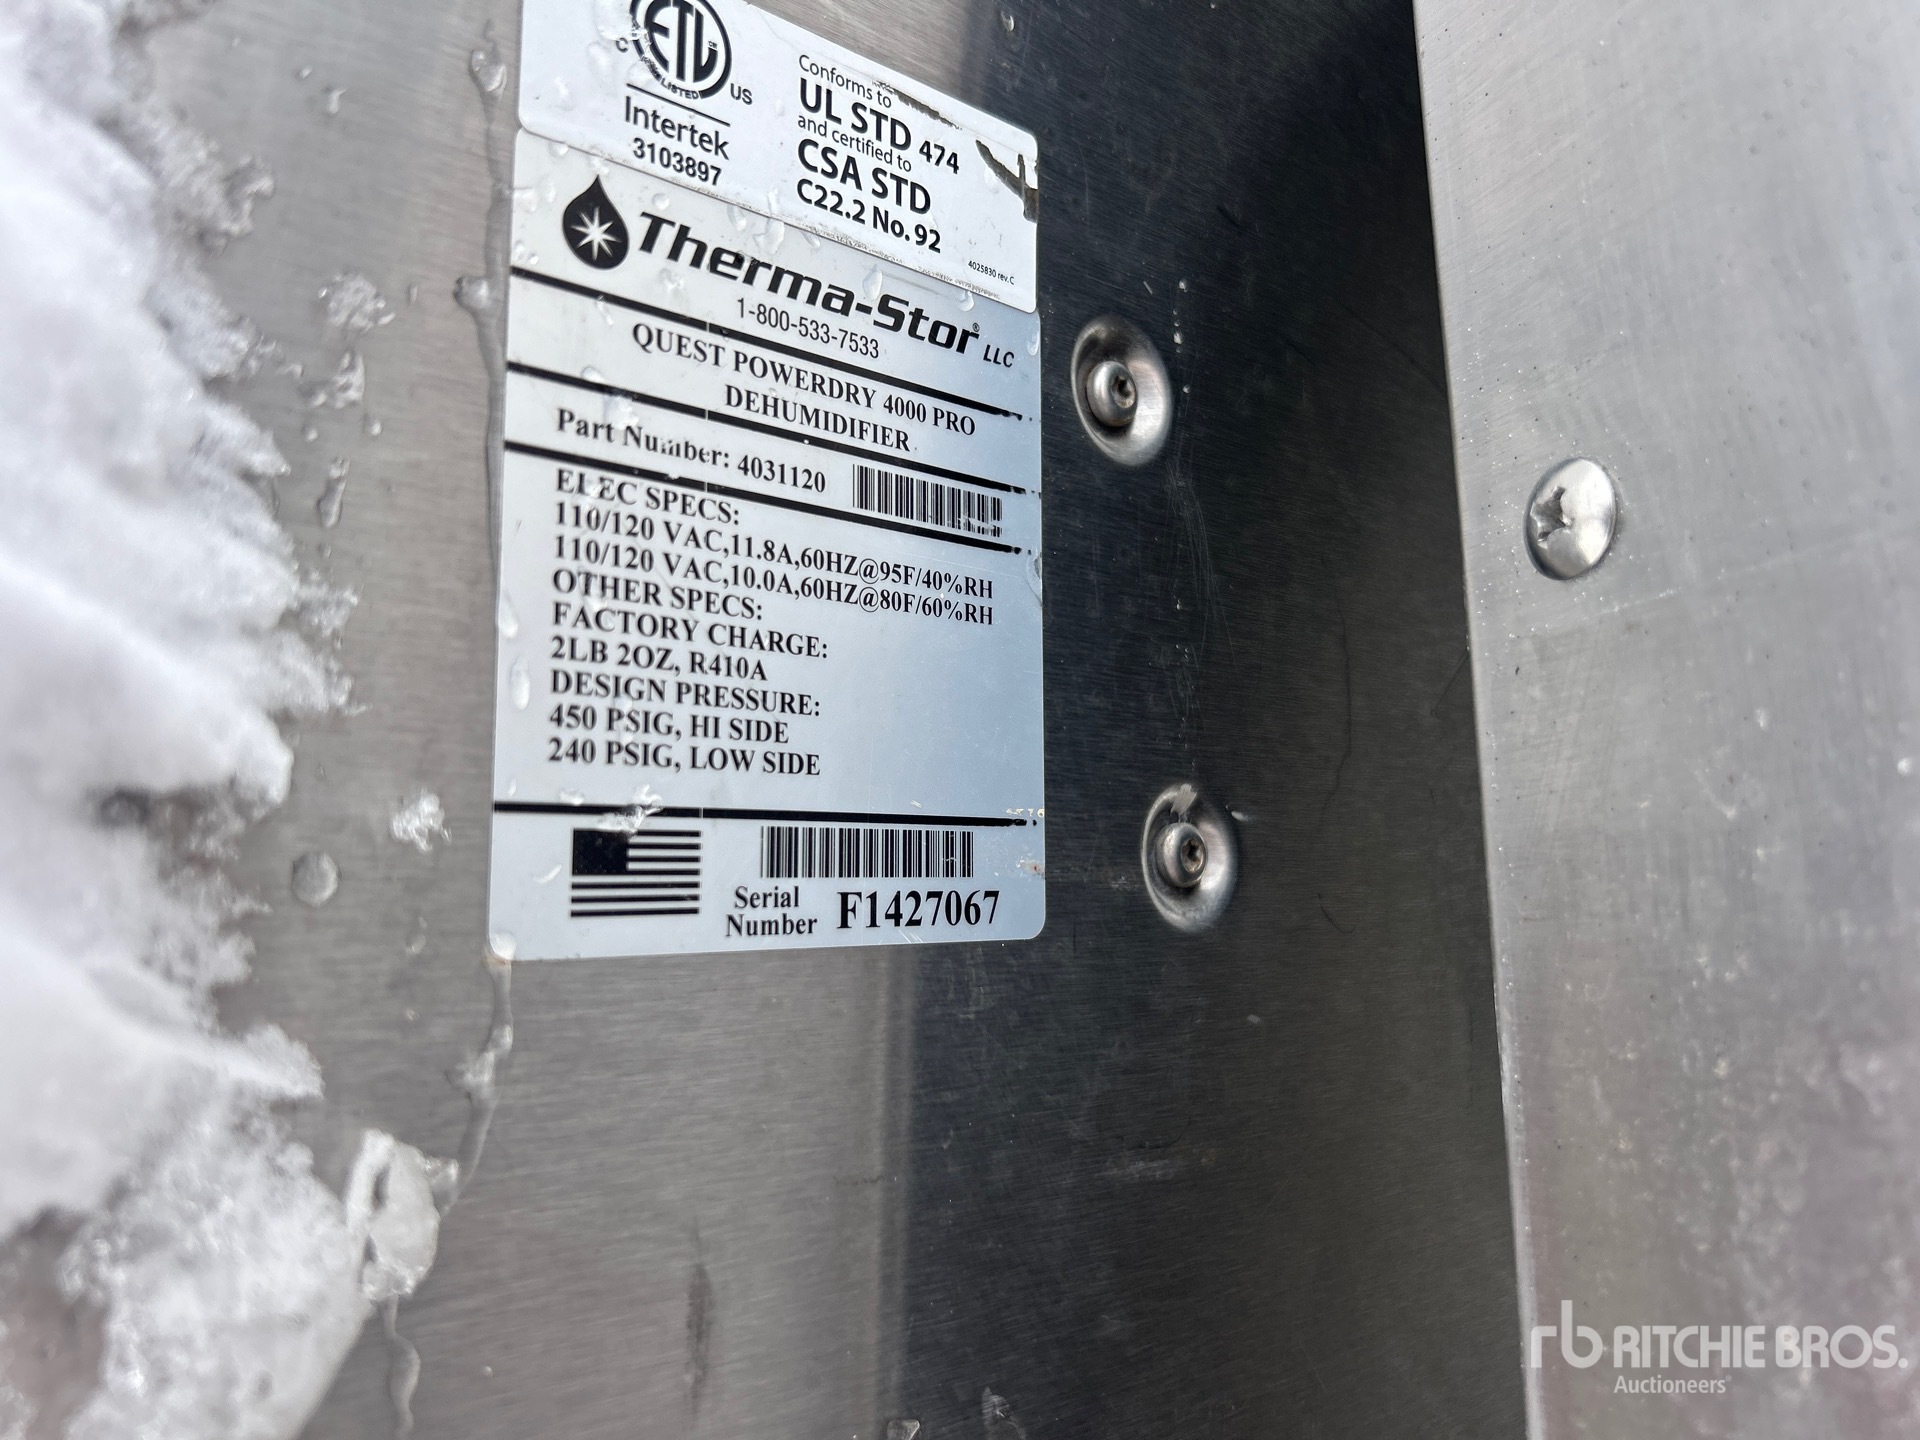 ETL
CM
LISTED
C
US
Intertek
3103897
Conforms to
UL STD 474
and certified to
CSA STD
C22.2 No. 92
4025830 rev. C
Therma-Stor® LLC
1-800-533-7533
QUEST POWERDRY 4000 PRO
DEHUMIDIFIER
Part Number: 4031120
ELEC SPECS:
110/120 VAC,11.8A,60HZ@95F/40%RH
110/120 VAC,10.0A,60HZ@80F/60%RH
OTHER SPECS:
FACTORY CHARGE:
2LB 2OZ, R410A
DESIGN PRESSURE:
450 PSIG, HI SIDE
240 PSIG, LOW SIDE
Serial
Number F1427067
rb RITCHIE BROS.
Auctioneers